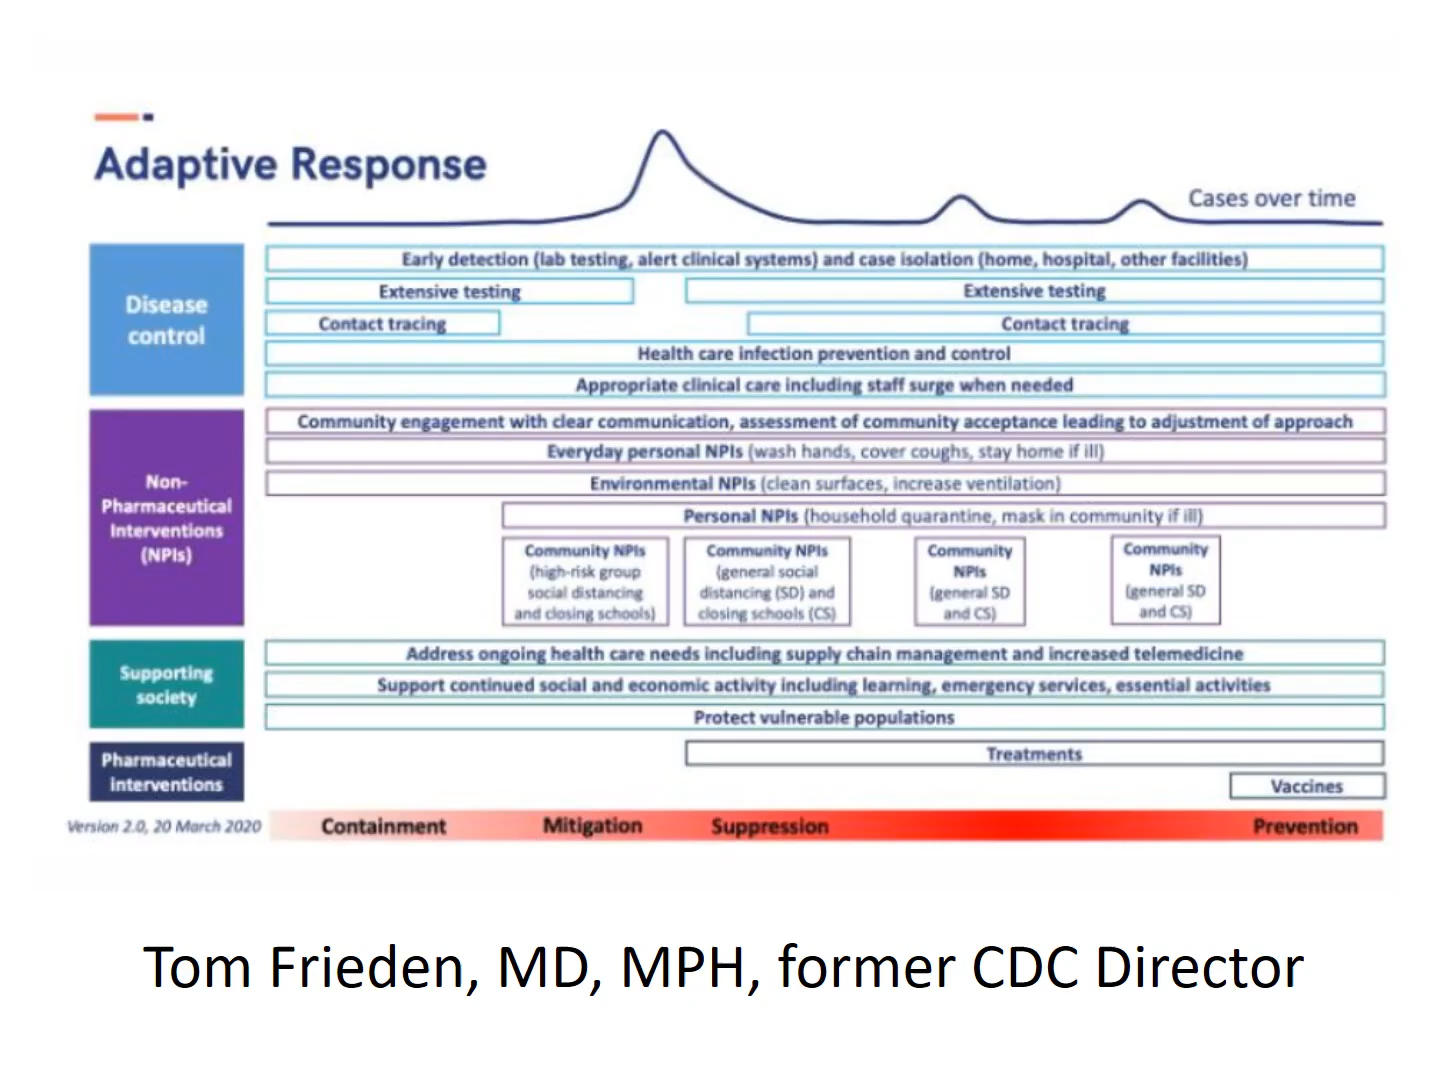 Adaptive Response
Cases over time
Disease
control
Early detection (lab testing, alert clinical systems) and case isolation (home, hospital, other facilities)
Extensive testing
Extensive testing
Contact tracing
Contact tracing
Health care infection prevention and control
Appropriate clinical care including staff surge when needed
Non-
Pharmaceutical
Interventions
(NPIs)
Community engagement with clear communication, assessment of community acceptance leading to adjustment of approach
Everyday personal NPIs (wash hands, cover coughs, stay home if ill)
Environmental NPIs (clean surfaces, increase ventilation)
Personal NPIs (household quarantine, mask in community if ill)
Community NPIs
(high-risk group
social distancing
and closing schools)
Community NPIs
(general social
distancing (SD) and
closing schools (CS)
Community
NPIs
(general SD
and CS)
Community
NPIs
(general SD
and CS)
Supporting
society
Address ongoing health care needs including supply chain management and increased telemedicine
Support continued social and economic activity including learning, emergency services, essential activities
Protect vulnerable populations
Pharmaceutical
interventions
Treatments
Vaccines
Version 2.0, 20 March 2020
Containment
Mitigation
Suppression
Prevention
Tom Frieden, MD, MPH, former CDC Director